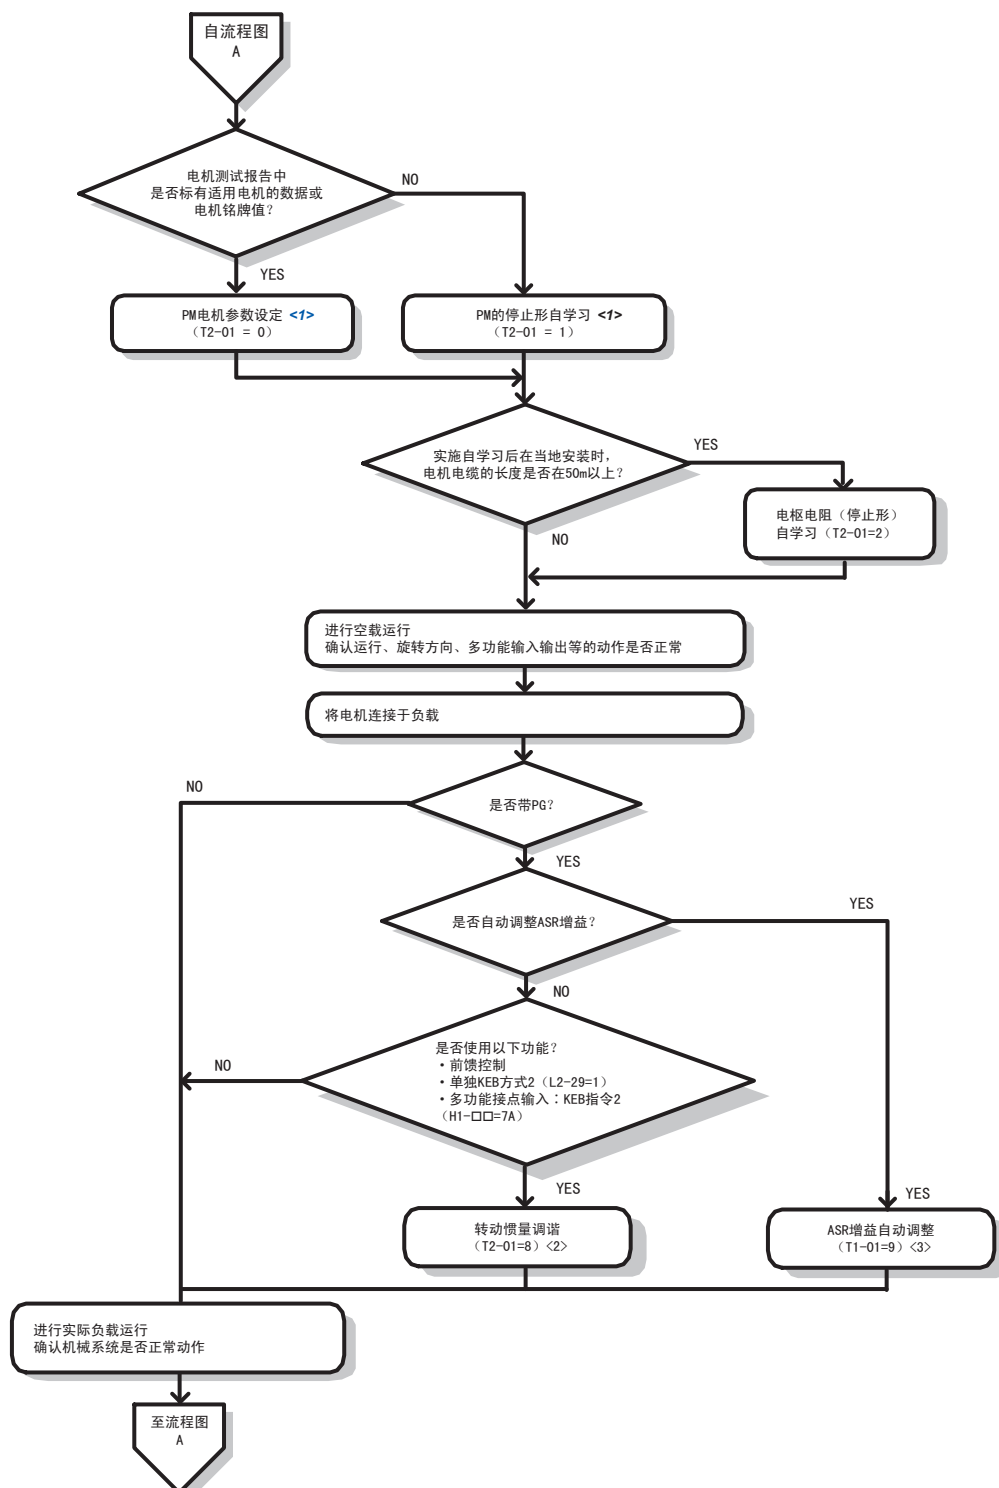 自流程图
A
电机测试报告中
是否标有适用电机的数据或
电机铭牌值？
NO
YES
PM电机参数设定 <1>
（T2-01 = 0）
PM的停止形自学习 <1>
（T2-01 = 1）
实施自学习后在当地安装时，
电机电缆的长度是否在50m以上？
YES
NO
电枢电阻（停止形）
自学习（T2-01=2）
进行空载运行
确认运行、旋转方向、多功能输入输出等的动作是否正常
将电机连接于负载
NO
是否带PG？
YES
是否自动调整ASR增益？
YES
NO
是否使用以下功能？
・前馈控制
・单独KEB方式2（L2-29=1）
・多功能接点输入：KEB指令2
（H1-□□=7A）
NO
YES
YES
转动惯量调谐
（T2-01=8）<2>
ASR增益自动调整
（T1-01=9）<3>
进行实际负载运行
确认机械系统是否正常动作
至流程图
A